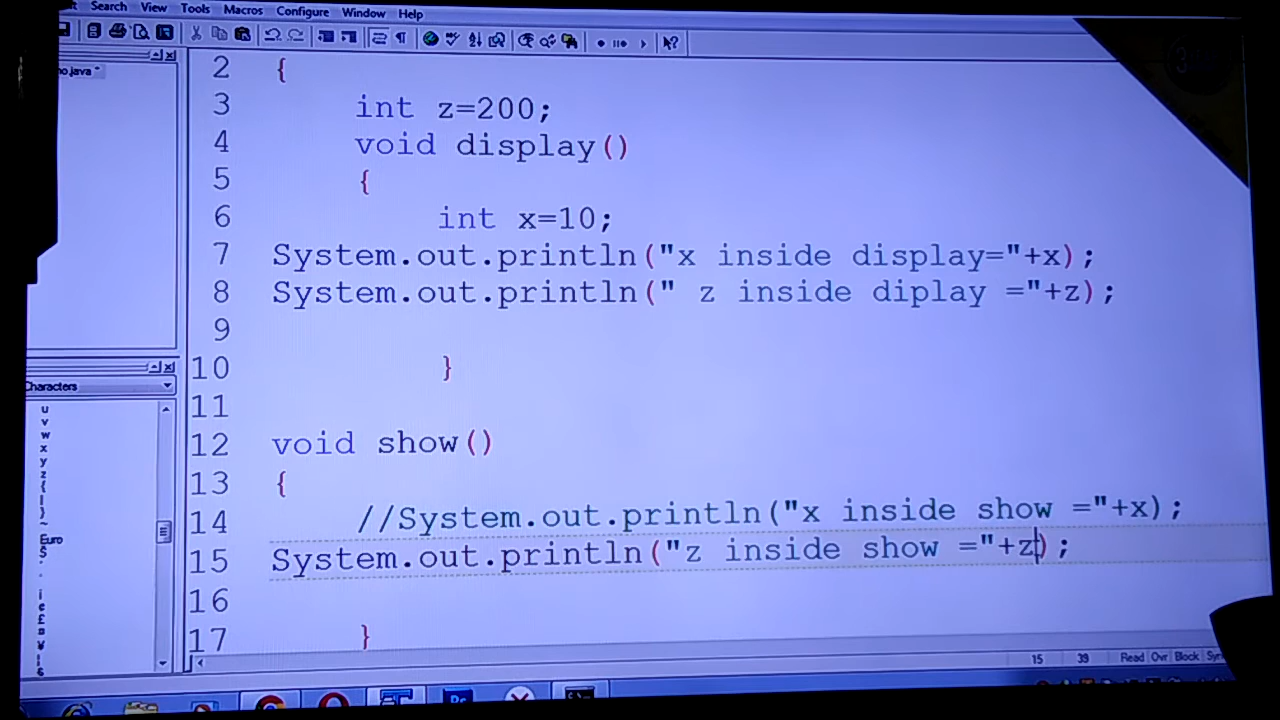 Search View Tools Macros Configure Window Help
2 {
3 int z=200;
4 void display()
5 {
6 int x=10;
7 System.out.println("x inside display="+x);
8 System.out.println(" z inside diplay ="+z);
9
10 }
11
12 void show()
13 {
14 //System.out.println("x inside show ="+x);
15 System.out.println("z inside show ="+z);
16
17 }
Characters
u
v
w
x
y
z
{
|
}
~
Euro
15 39 Read Ovr Block